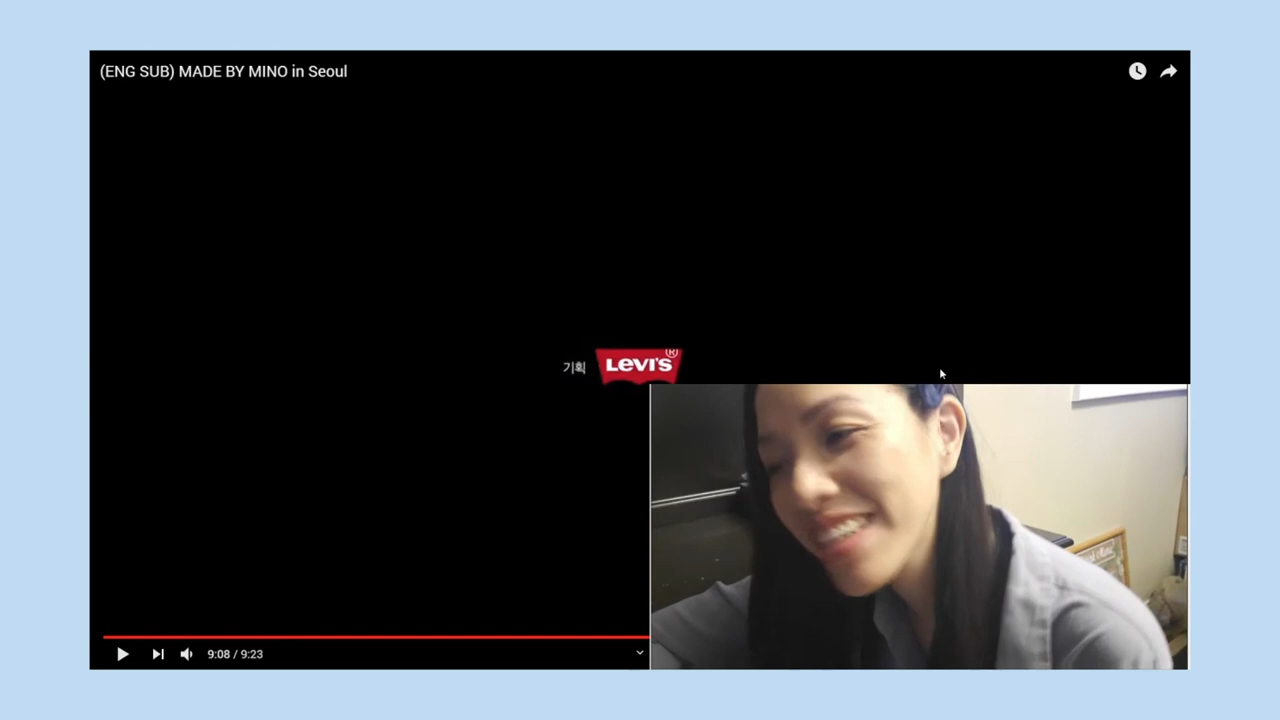 (ENG SUB) MADE BY MINO in Seoul
기획 LEVI'S ®
9:08 / 9:23